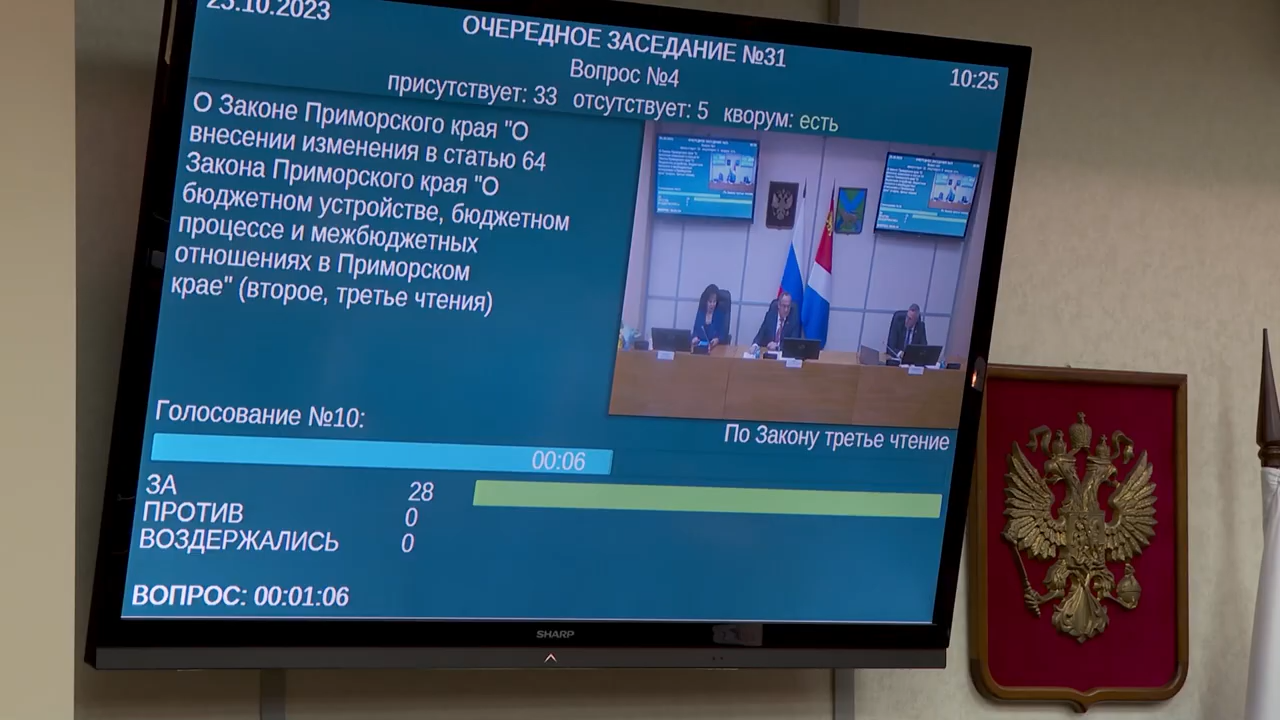 23.10.2023
ОЧЕРЕДНОЕ ЗАСЕДАНИЕ №31
Вопрос №4
10:25
присутствует: 33 отсутствует: 5 кворум: есть
О Законе Приморского края "О
внесении изменения в статью 64
Закона Приморского края "О
бюджетном устройстве, бюджетном
процессе и межбюджетных
отношениях в Приморском
крае" (второе, третье чтения)
По Закону третье чтение
Голосование №10:
00:06
ЗА 28
ПРОТИВ 0
ВОЗДЕРЖАЛИСЬ 0
ВОПРОС: 00:01:06
SHARP